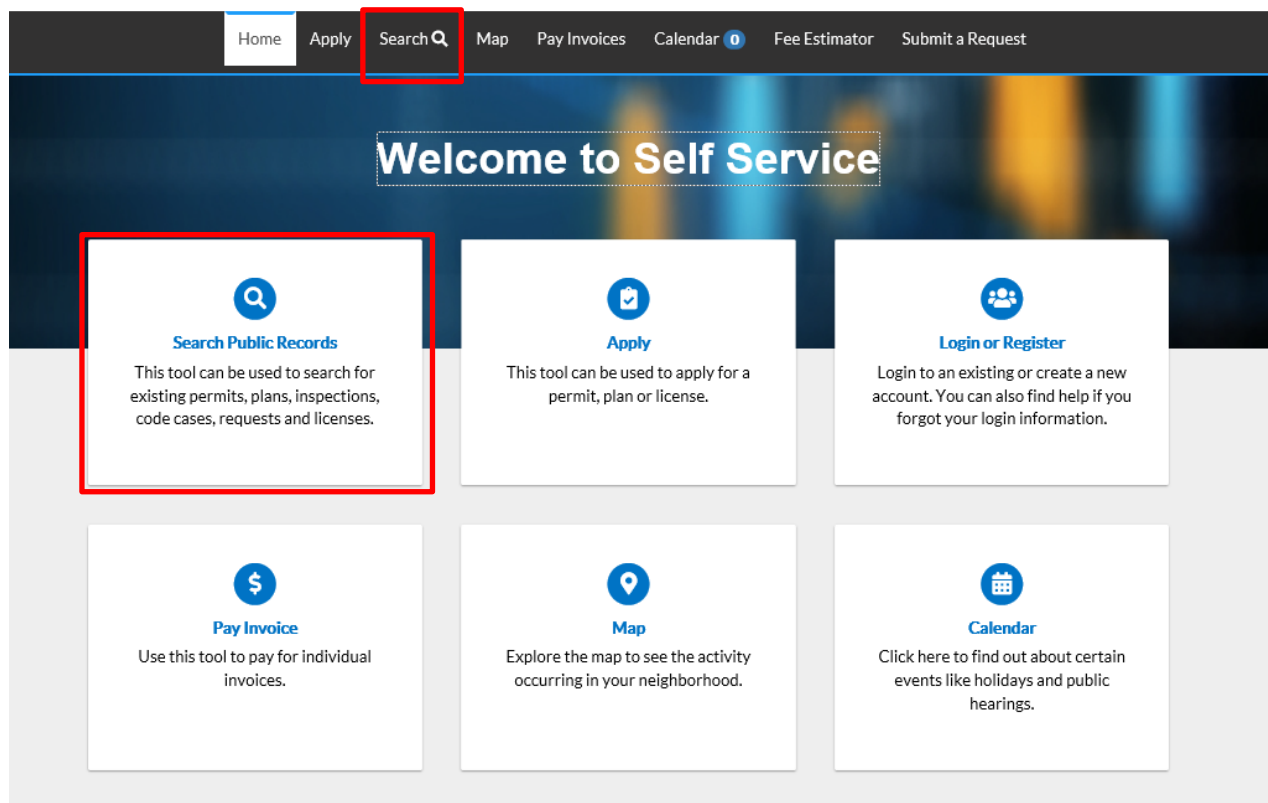 Home Apply Search Map Pay Invoices Calendar 0 Fee Estimator Submit a Request
Welcome to Self Service
Search Public Records
This tool can be used to search for
existing permits, plans, inspections,
code cases, requests and licenses.
Apply
This tool can be used to apply for a
permit, plan or license.
Login or Register
Login to an existing or create a new
account. You can also find help if you
forgot your login information.
Pay Invoice
Use this tool to pay for individual
invoices.
Map
Explore the map to see the activity
occurring in your neighborhood.
Calendar
Click here to find out about certain
events like holidays and public
hearings.